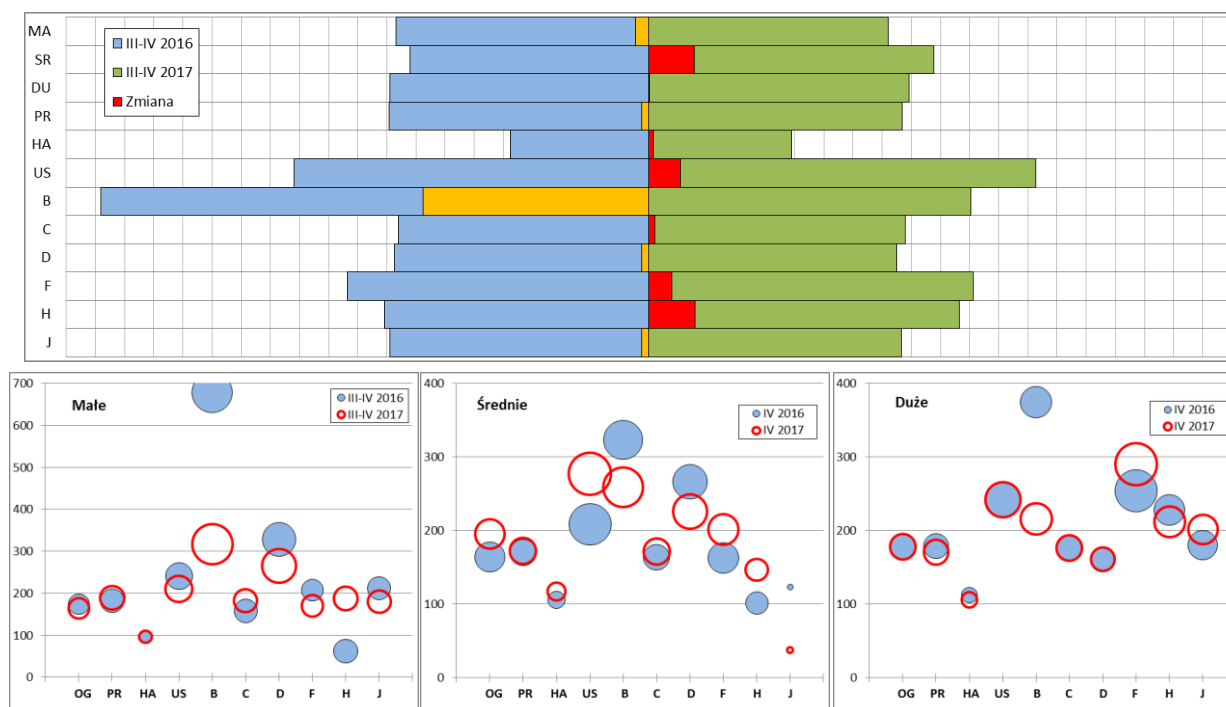 MA
SR
DU
PR
HA
US
B
C
D
F
H
J
III-IV 2016
III-IV 2017
Zmiana
Małe
III-IV 2016
III-IV 2017
700
600
500
400
300
200
100
0
OG PR HA US B C D F H J
Średnie
IV 2016
IV 2017
400
300
200
100
0
OG PR HA US B C D F H J
Duże
IV 2016
IV 2017
400
300
200
100
0
OG PR HA US B C D F H J